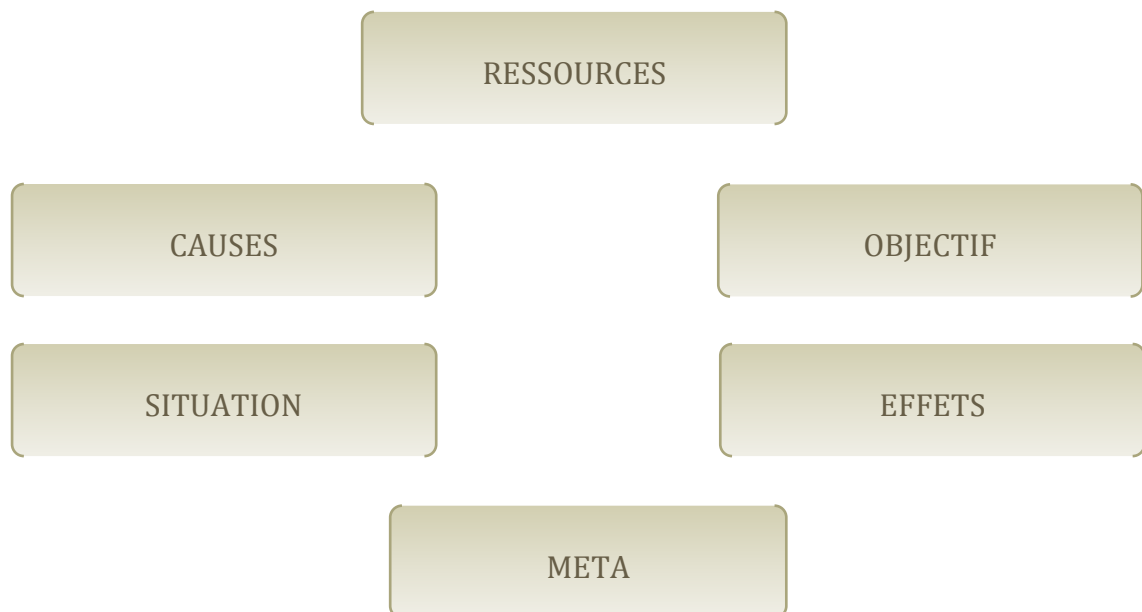 RESSOURCES
CAUSES
OBJECTIF
SITUATION
EFFETS
META